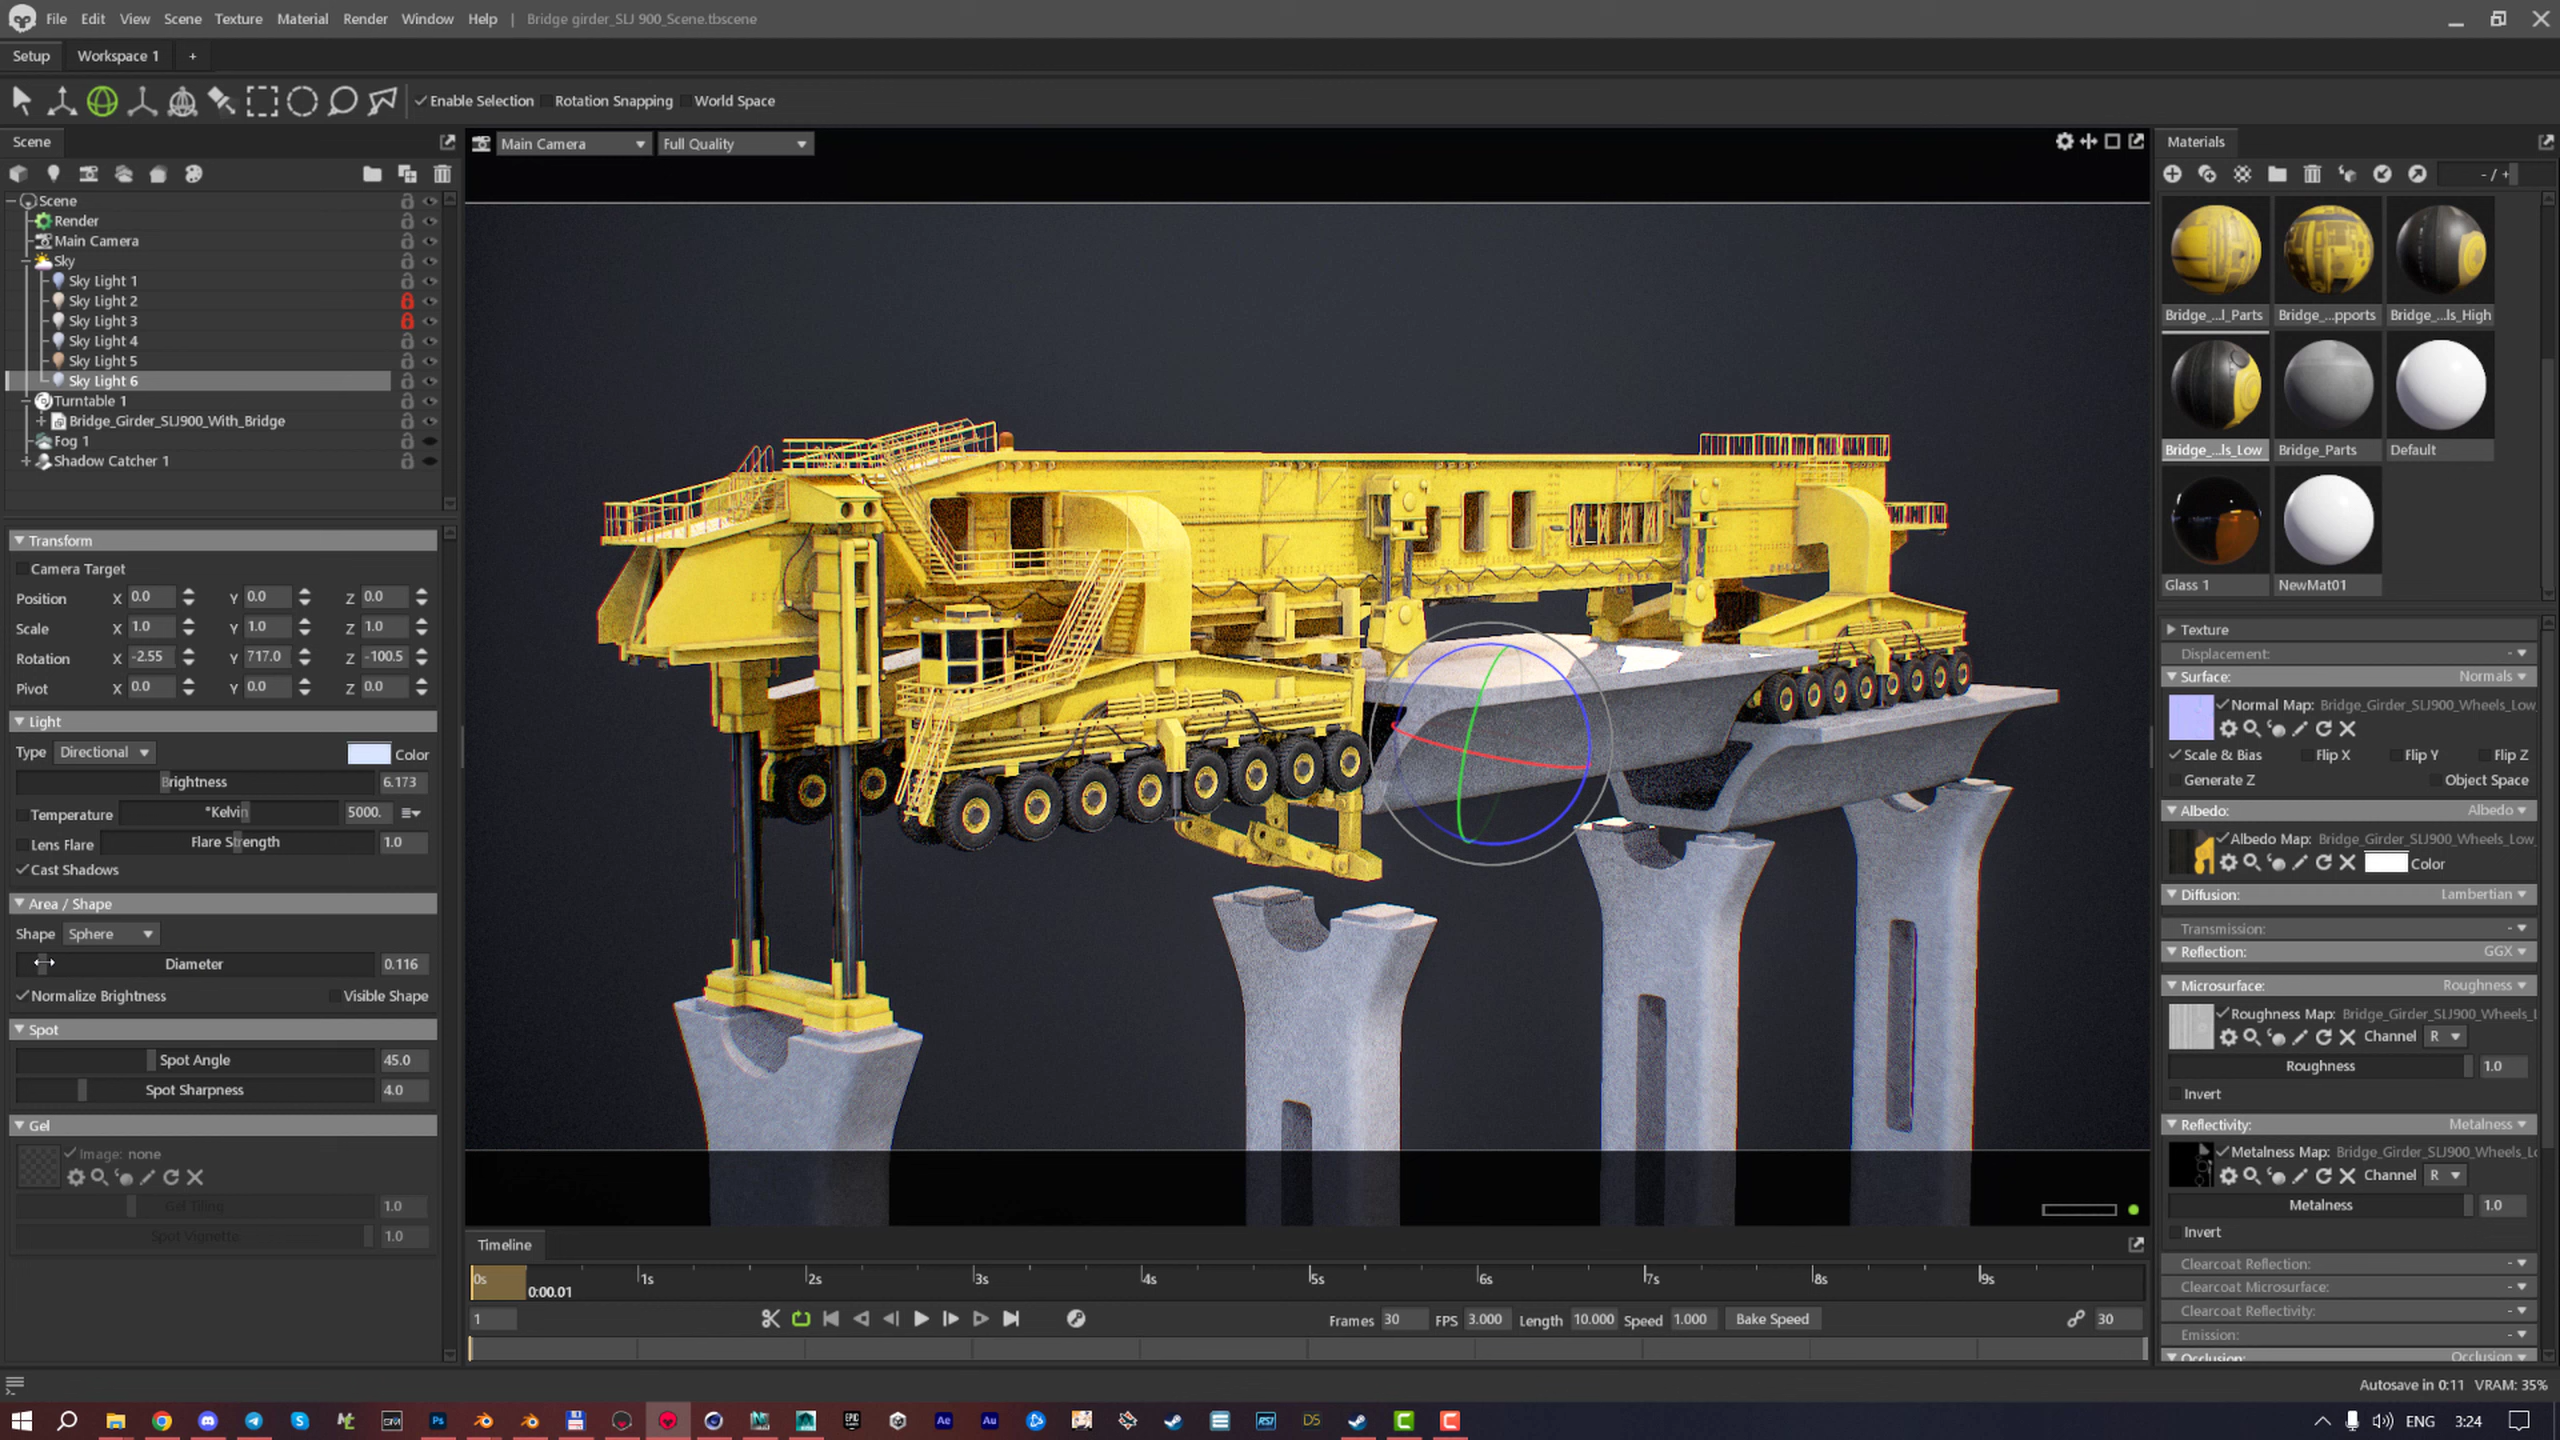 File Edit View Scene Texture Material Render Window Help | Bridge girder_SLJ 900_Scene.tbscene
Setup Workspace 1 +
Enable Selection Rotation Snapping World Space
Scene
Scene
Render
Main Camera
Sky
Sky Light 1
Sky Light 2
Sky Light 3
Sky Light 4
Sky Light 5
Sky Light 6
Turntable 1
Bridge_Girder_SLJ900_With_Bridge
Fog 1
Shadow Catcher 1
Transform
Camera Target
Position X 0.0 Y 0.0 Z 0.0
Scale X 1.0 Y 1.0 Z 1.0
Rotation X -2.55 Y 717.0 Z -100.5
Pivot X 0.0 Y 0.0 Z 0.0
Light
Type Directional Color
Brightness 6.173
Temperature °Kelvin 5000.
Lens Flare Flare Strength 1.0
Cast Shadows
Area / Shape
Shape Sphere
Diameter 0.116
Normalize Brightness Visible Shape
Spot
Spot Angle 45.0
Spot Sharpness 4.0
Gel
Image: none
Gel Tiling 1.0
Spot Vignette 1.0
Main Camera Full Quality
Timeline
0s 1s 2s 3s 4s 5s 6s 7s 8s 9s
0:00.01
1 Frames 30 FPS 3.000 Length 10.000 Speed 1.000 Bake Speed 30
Materials
- / +
Bridge_...l_Parts Bridge_...pports Bridge_...ls_High
Bridge_...ls_Low Bridge_Parts Default
Glass 1 NewMat01
Texture
Displacement: -
Surface: Normals
Normal Map: Bridge_Girder_SLJ900_Wheels_Low
Scale & Bias Flip X Flip Y Flip Z
Generate Z Object Space
Albedo: Albedo
Albedo Map: Bridge_Girder_SLJ900_Wheels_Low
Color
Diffusion: Lambertian
Transmission: -
Reflection: GGX
Microsurface: Roughness
Roughness Map: Bridge_Girder_SLJ900_Wheels_L
Channel R
Roughness 1.0
Invert
Reflectivity: Metalness
Metalness Map: Bridge_Girder_SLJ900_Wheels_Lo
Channel R
Metalness 1.0
Invert
Clearcoat Reflection: -
Clearcoat Microsurface: -
Clearcoat Reflectivity: -
Emission: -
Occlusion: Occlusion
Autosave in 0:11 VRAM: 35%
Ps Ae Au RSI DS ENG 3:24